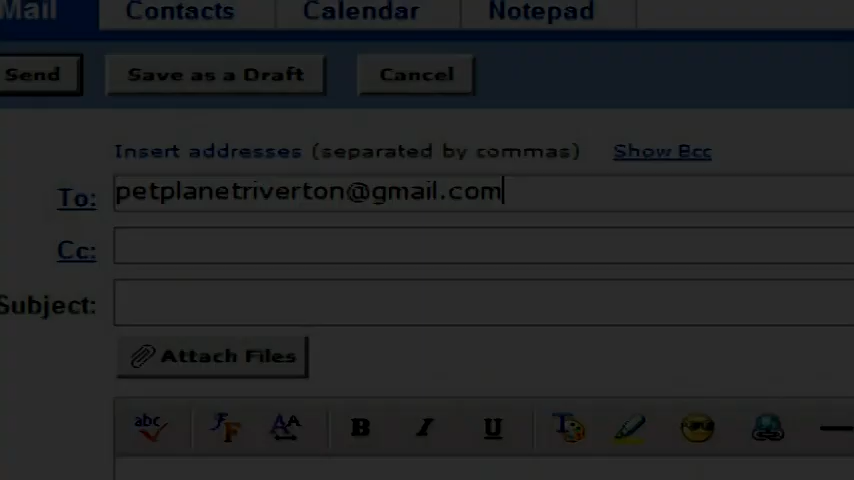 Mail Contacts Calendar Notepad
Send Save as a Draft Cancel
Insert addresses (separated by commas) Show Bcc
To: petplanetriverton@gmail.com
Cc:
Subject:
Attach Files
abc F F A A B I U T